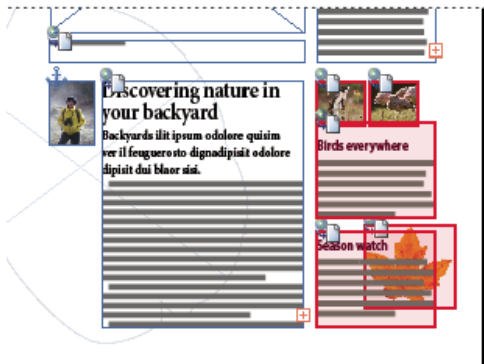 Discovering nature in
your backyard
Backyards ilit ipsum odolore quisim
ver il feuguerosto dignadipisit odolore
dipisit dui blaor sisi.
Birds everywhere
Season watch